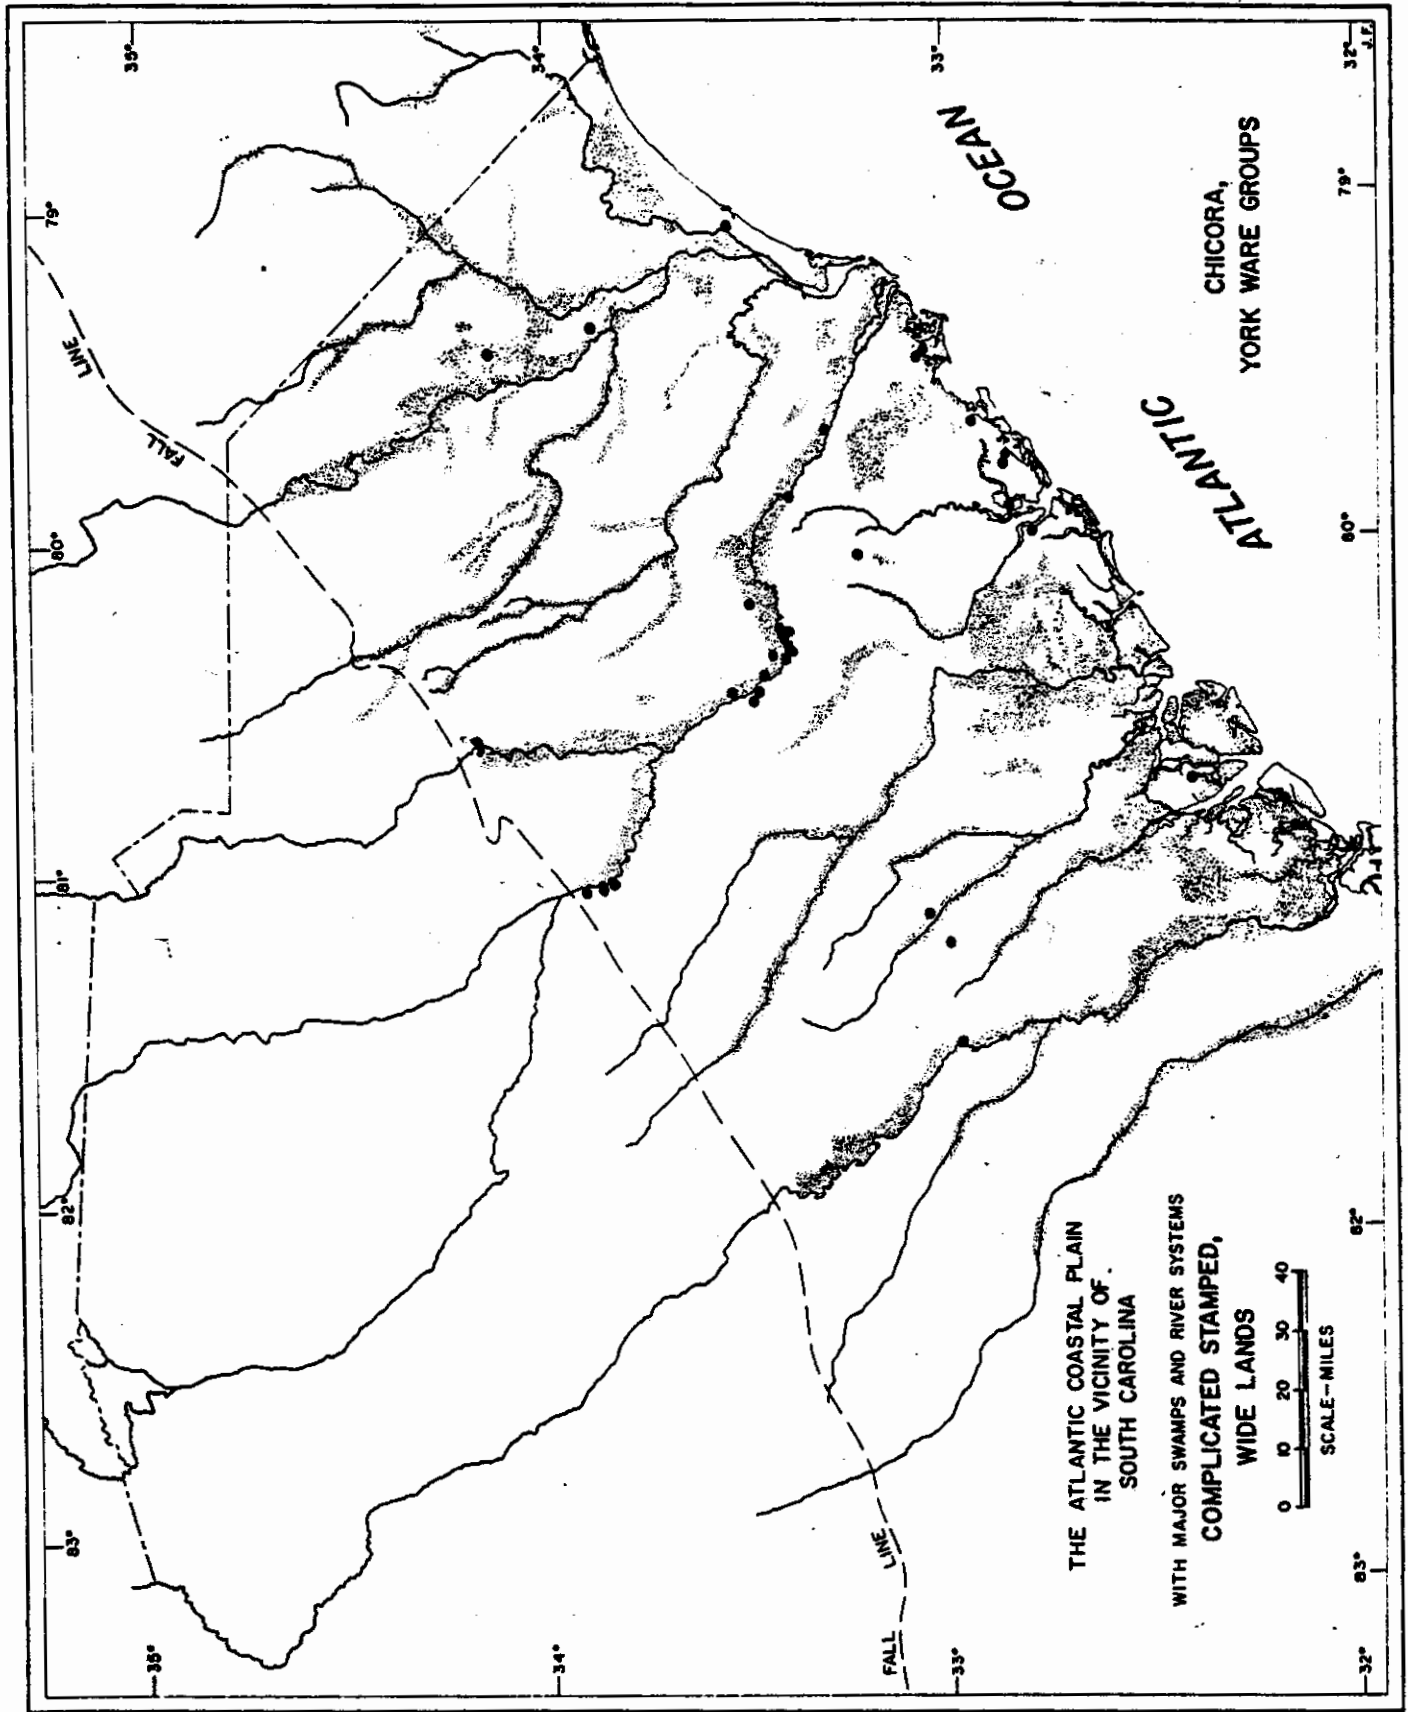 83°
82°
81°
80°
79°
35°
35°
34°
34°
33°
33°
32°
32°
83°
82°
80°
79°
FALL
LINE
FALL
LINE
ATLANTIC
OCEAN
THE ATLANTIC COASTAL PLAIN
IN THE VICINITY OF
SOUTH CAROLINA
WITH MAJOR SWAMPS AND RIVER SYSTEMS
COMPLICATED STAMPED,
WIDE LANDS
0 10 20 30 40
SCALE—MILES
CHICORA,
YORK WARE GROUPS
J.F.